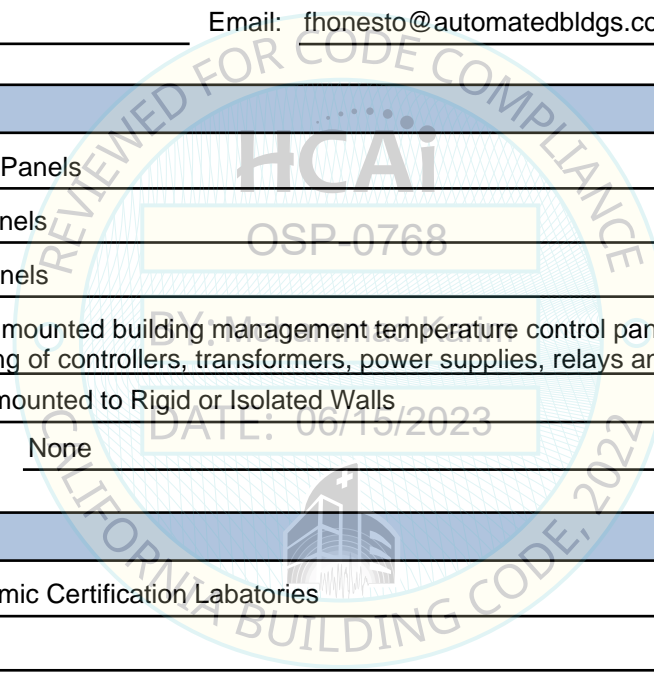 Email: fhonesto@automatedbldgs.co
REVIEWED FOR CODE COMPLIANCE
HCAi
Panels
nels
OSP-0768
nels
mounted building management temperature control pan
BY: Mohammad Karim
ng of controllers, transformers, power supplies, relays an
mounted to Rigid or Isolated Walls
DATE: 06/15/2023
None
mic Certification Labatories
CALIFORNIA BUILDING CODE, 2022